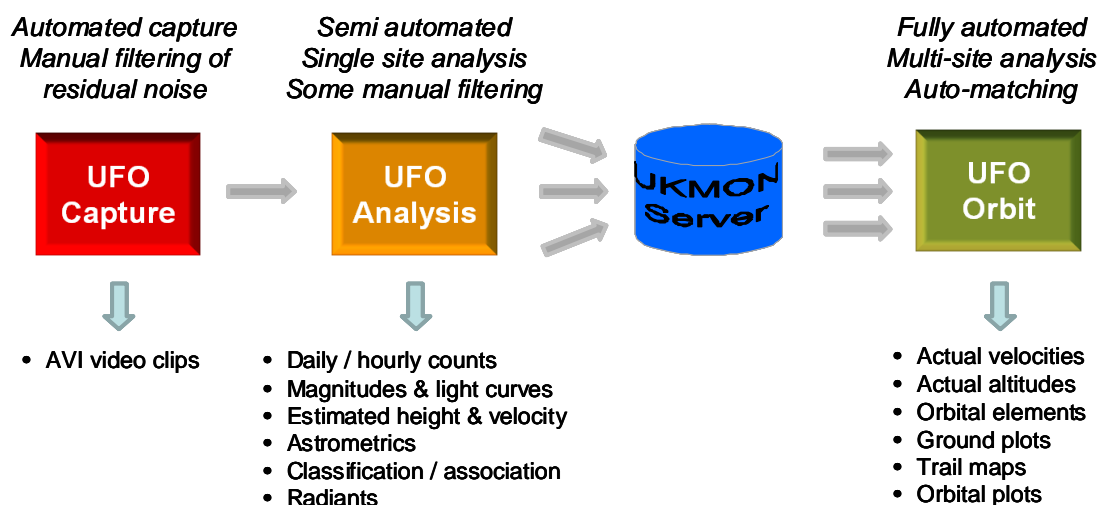 Automated capture
Manual filtering of
residual noise
Semi automated
Single site analysis
Some manual filtering
Fully automated
Multi-site analysis
Auto-matching
UFO
Capture
UFO
Analysis
UKMON
Server
UFO
Orbit
• AVI video clips
• Daily / hourly counts
• Magnitudes & light curves
• Estimated height & velocity
• Astrometrics
• Classification / association
• Radiants
• Actual velocities
• Actual altitudes
• Orbital elements
• Ground plots
• Trail maps
• Orbital plots